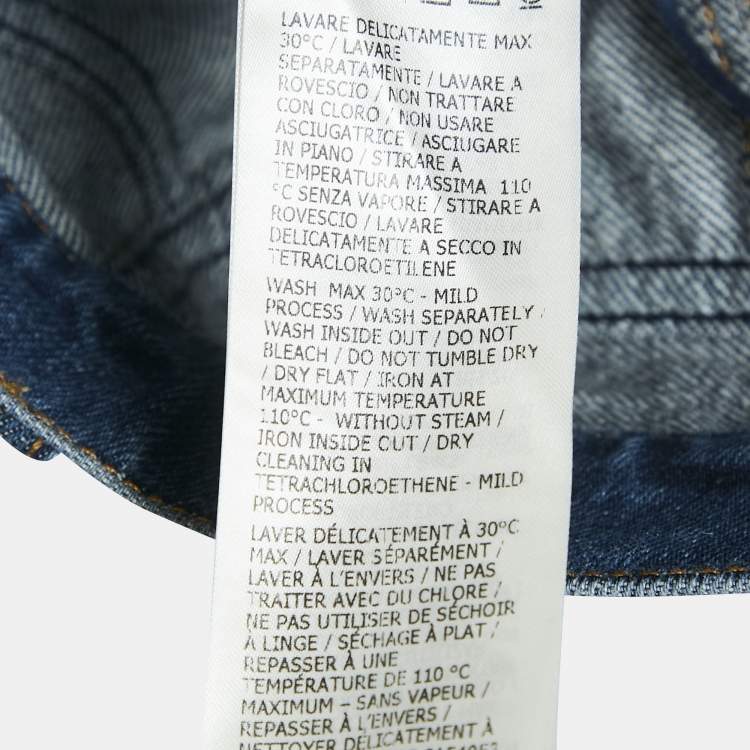 LAVARE DELICATAMENTE MAX
30°C / LAVARE
SEPARATAMENTE / LAVARE A
ROVESCIO / NON TRATTARE
CON CLORO / NON USARE
ASCIUGATRICE / ASCIUGARE
IN PIANO / STIRARE A
TEMPERATURA MASSIMA 110
°C SENZA VAPORE / STIRARE A
ROVESCIO / LAVARE
DELICATAMENTE A SECCO IN
TETRACLOROETILENE
WASH MAX 30°C - MILD
PROCESS / WASH SEPARATELY /
WASH INSIDE OUT / DO NOT
BLEACH / DO NOT TUMBLE DRY
/ DRY FLAT / IRON AT
MAXIMUM TEMPERATURE
110°C - WITHOUT STEAM /
IRON INSIDE OUT / DRY
CLEANING IN
TETRACHLOROETHENE - MILD
PROCESS
LAVER DÉLICATEMENT À 30°C
MAX / LAVER SÉPARÉMENT /
LAVER À L'ENVERS / NE PAS
TRAITER AVEC DU CHLORE /
NE PAS UTILISER DE SÉCHOIR
À LINGE / SÉCHAGE À PLAT /
REPASSER À UNE
TEMPÉRATURE DE 110 °C
MAXIMUM – SANS VAPEUR /
REPASSER À L'ENVERS /
NETTOYER DÉLICATEMENT À